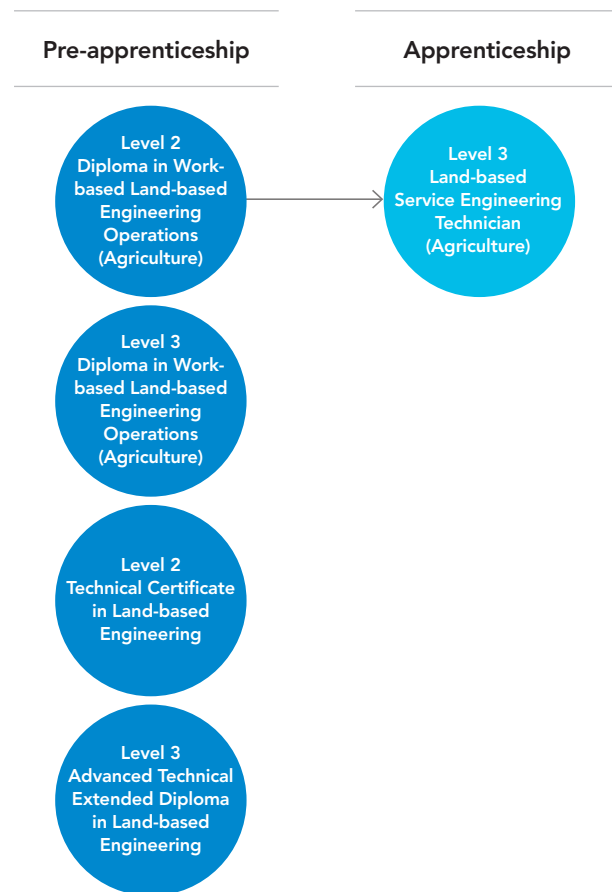 Pre-apprenticeship
Apprenticeship
Level 2
Diploma in Work-
based Land-based
Engineering
Operations
(Agriculture)
Level 3
Land-based
Service Engineering
Technician
(Agriculture)
Level 3
Diploma in Work-
based Land-based
Engineering
Operations
(Agriculture)
Level 2
Technical Certificate
in Land-based
Engineering
Level 3
Advanced Technical
Extended Diploma
in Land-based
Engineering